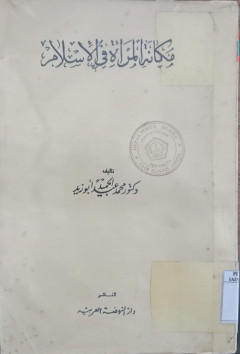 مكانة المرأة في الإسلام
تأليف
دكتور محمد عبد الحميد أبو زيد
الناشر
دار النهضة العربية